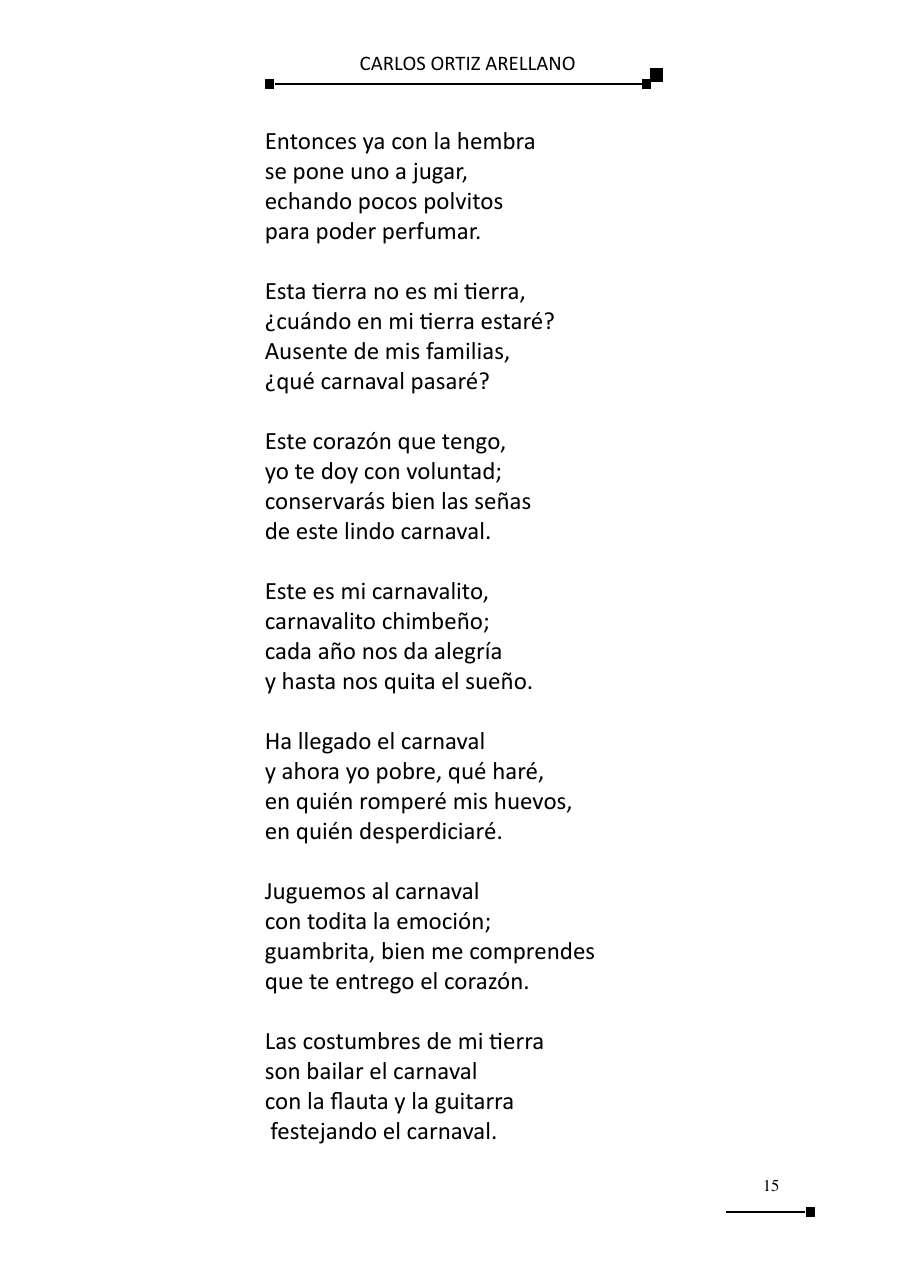 CARLOS ORTIZ ARELLANO
Entonces ya con la hembra
se pone uno a jugar,
echando pocos polvitos
para poder perfumar.
Esta tierra no es mi tierra,
¿cuándo en mi tierra estaré?
Ausente de mis familias,
¿qué carnaval pasaré?
Este corazón que tengo,
yo te doy con voluntad;
conservarás bien las señas
de este lindo carnaval.
Este es mi carnavalito,
carnavalito chimbeño;
cada año nos da alegría
y hasta nos quita el sueño.
Ha llegado el carnaval
y ahora yo pobre, qué haré,
en quién romperé mis huevos,
en quién desperdiciaré.
Juguemos al carnaval
con todita la emoción;
guambrita, bien me comprendes
que te entrego el corazón.
Las costumbres de mi tierra
son bailar el carnaval
con la flauta y la guitarra
festejando el carnaval.
15